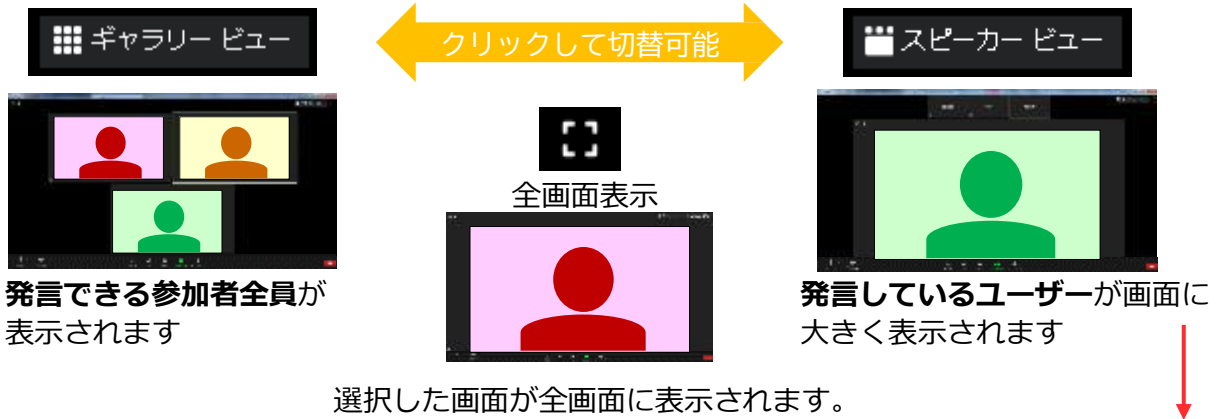 ギャラリー ビュー
クリックして切替可能
スピーカー ビュー
全画面表示
発言できる参加者全員が
表示されます
発言しているユーザーが画面に
大きく表示されます
選択した画面が全画面に表示されます。